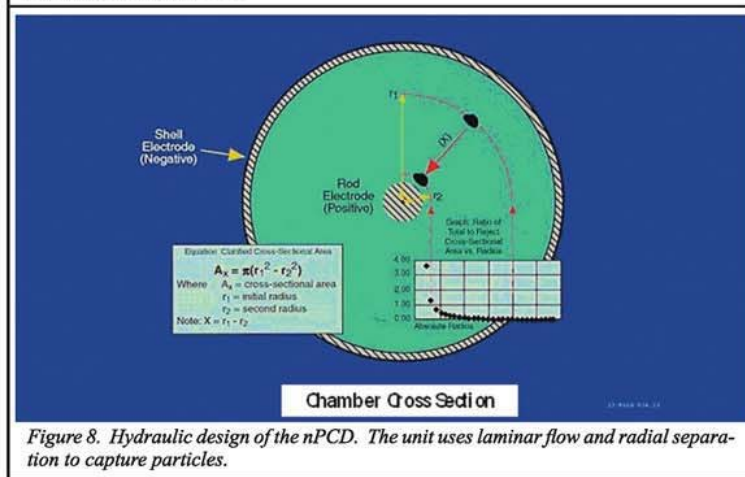 Shell
Electrode
(Negative)
r1
(X)
Rod
Electrode
(Positive)
r2
Graph: Ratio of
Total to Reject
Cross-Sectional
Area vs. Radius
4.00
3.00
2.00
1.00
0.00
Absolute Radius
Equation: Clarified Cross-Sectional Area
Aₓ = π(r₁² - r₂²)
Where Aₓ = cross-sectional area
r₁ = initial radius
r₂ = second radius
Note: X = r₁ - r₂
Chamber Cross Section
Figure 8. Hydraulic design of the nPCD. The unit uses laminar flow and radial separa-
tion to capture particles.